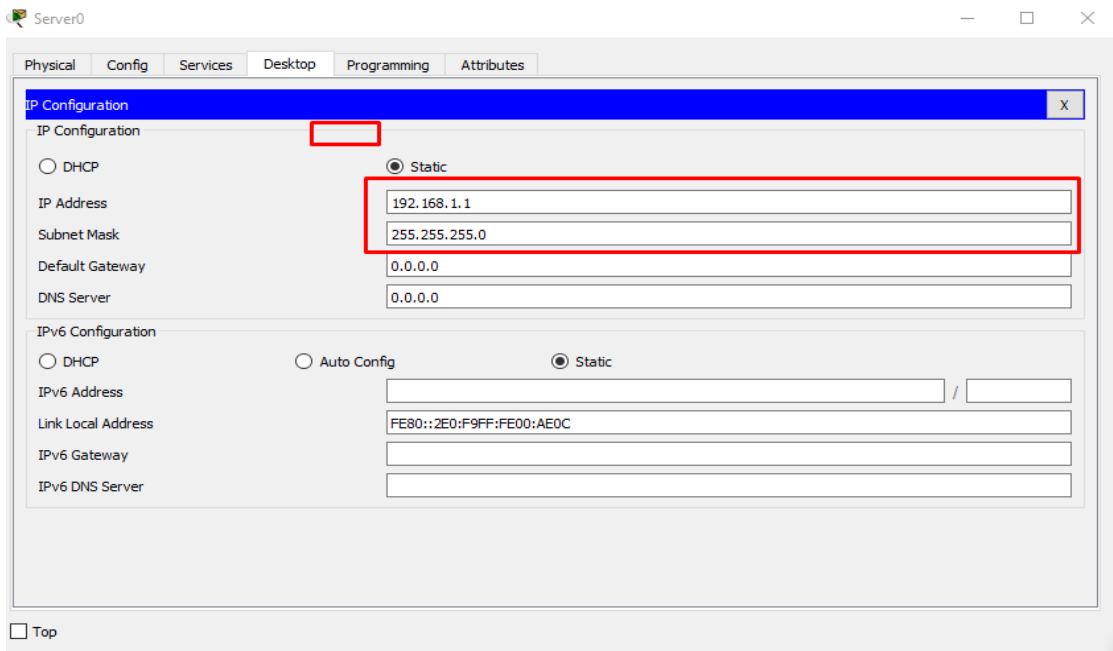 Server0
Physical Config Services Desktop Programming Attributes
IP Configuration X
IP Configuration
DHCP Static
IP Address 192.168.1.1
Subnet Mask 255.255.255.0
Default Gateway 0.0.0.0
DNS Server 0.0.0.0
IPv6 Configuration
DHCP Auto Config Static
IPv6 Address /
Link Local Address FE80::2E0:F9FF:FE00:AE0C
IPv6 Gateway
IPv6 DNS Server
Top